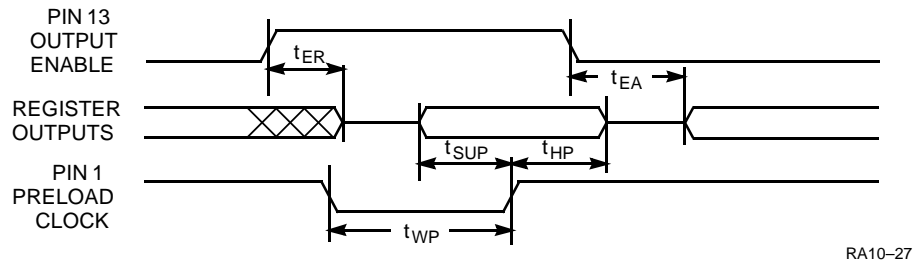 PIN 13
OUTPUT
ENABLE
tER
tEA
REGISTER
OUTPUTS
tSUP
tHP
PIN 1
PRELOAD
CLOCK
tWP
RA10–27